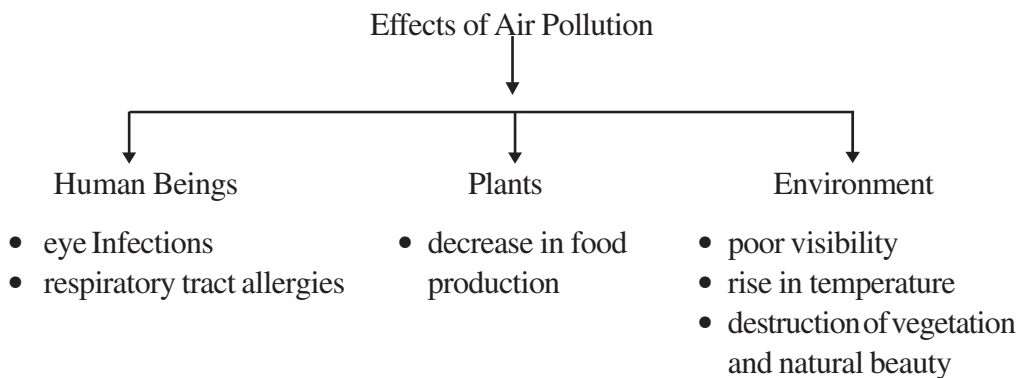 Effects of Air Pollution
Human Beings
• eye Infections
• respiratory tract allergies
Plants
• decrease in food
production
Environment
• poor visibility
• rise in temperature
• destruction of vegetation
and natural beauty